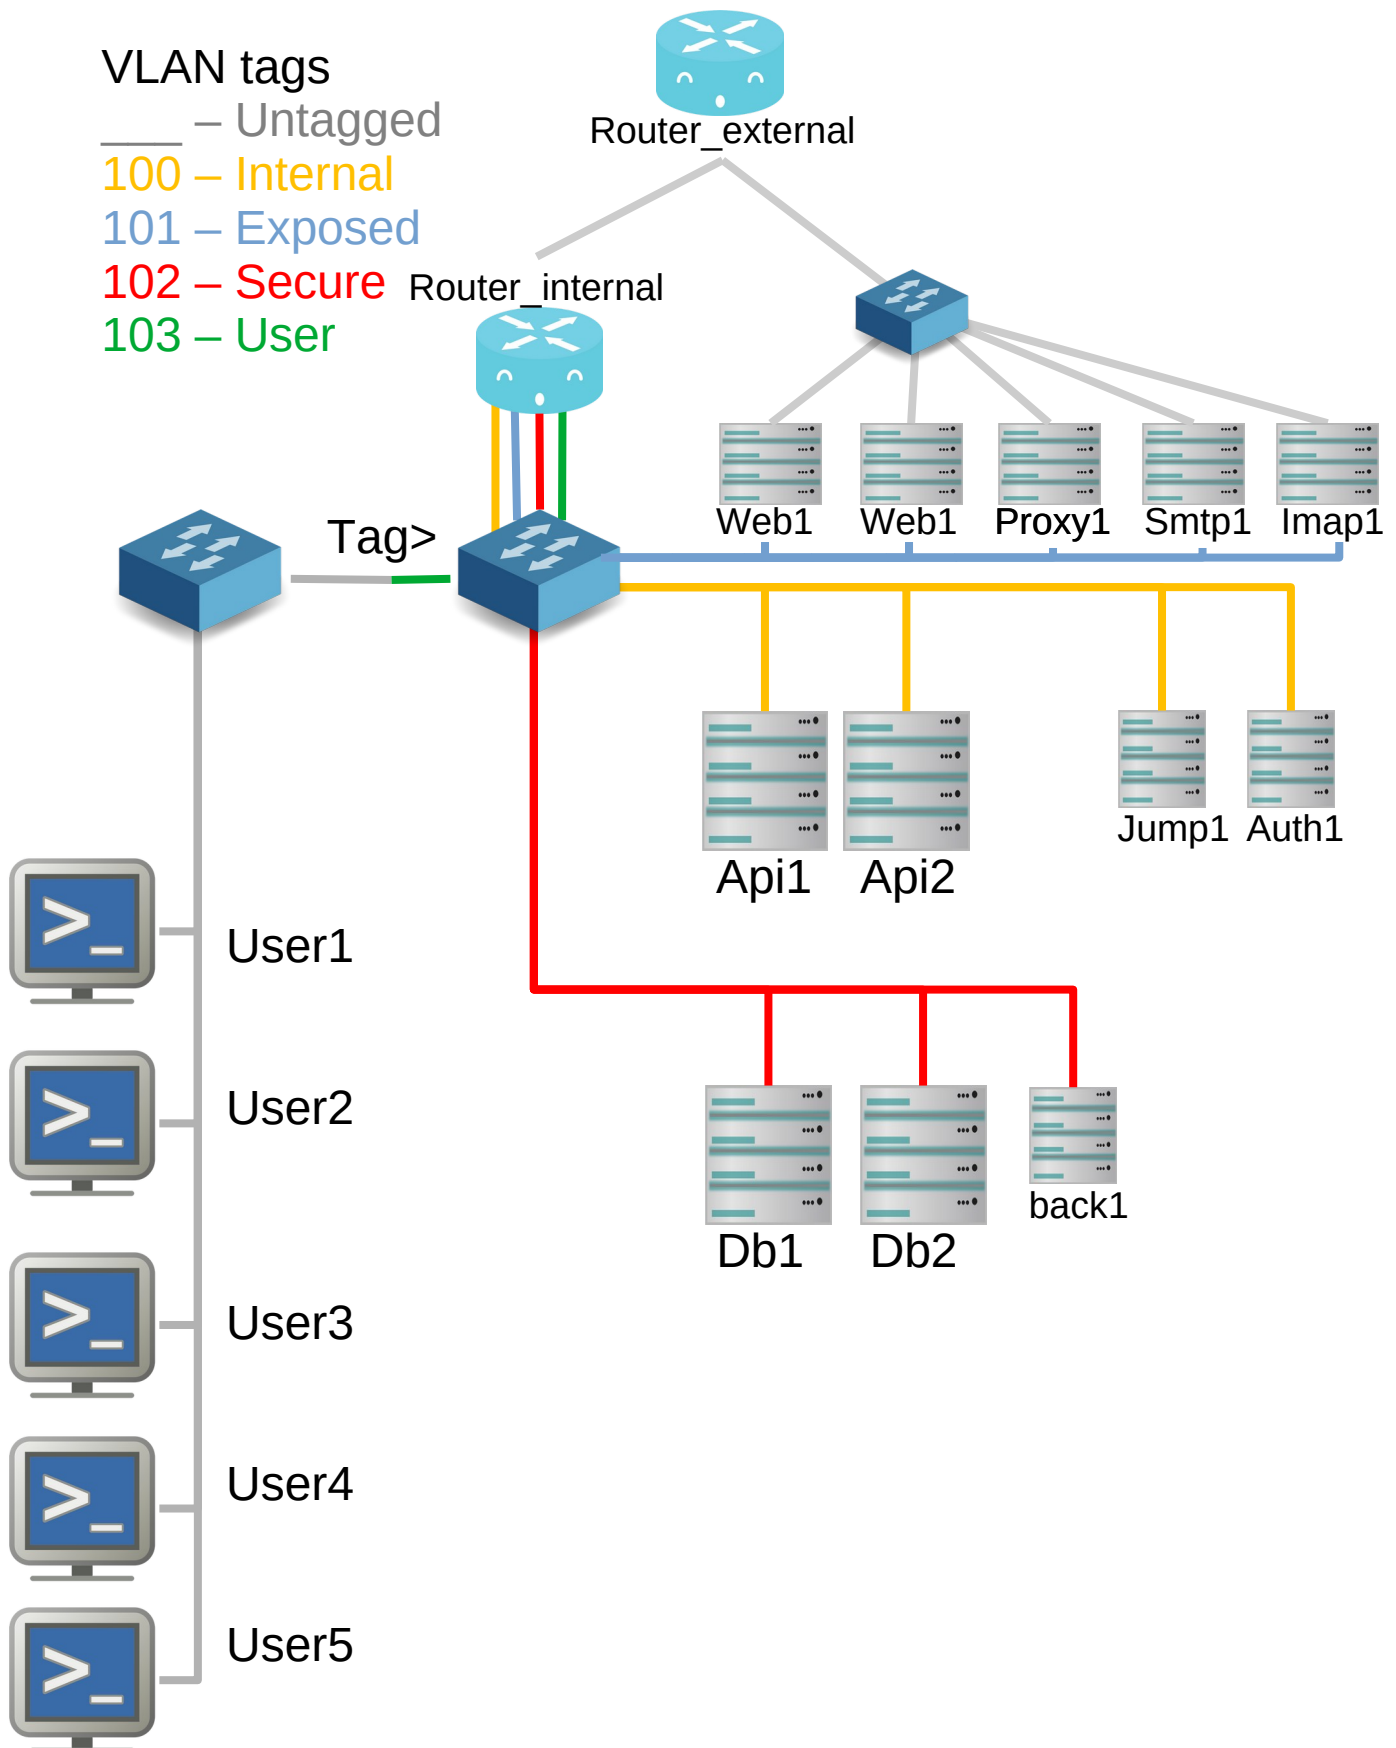 VLAN tags
___ – Untagged
100 – Internal
101 – Exposed
102 – Secure
103 – User
Router_external
Router_internal
Tag>
Web1
Web1
Proxy1
Smtp1
Imap1
Api1
Api2
Jump1
Auth1
>_
User1
>_
User2
Db1
Db2
back1
>_
User3
>_
User4
>_
User5